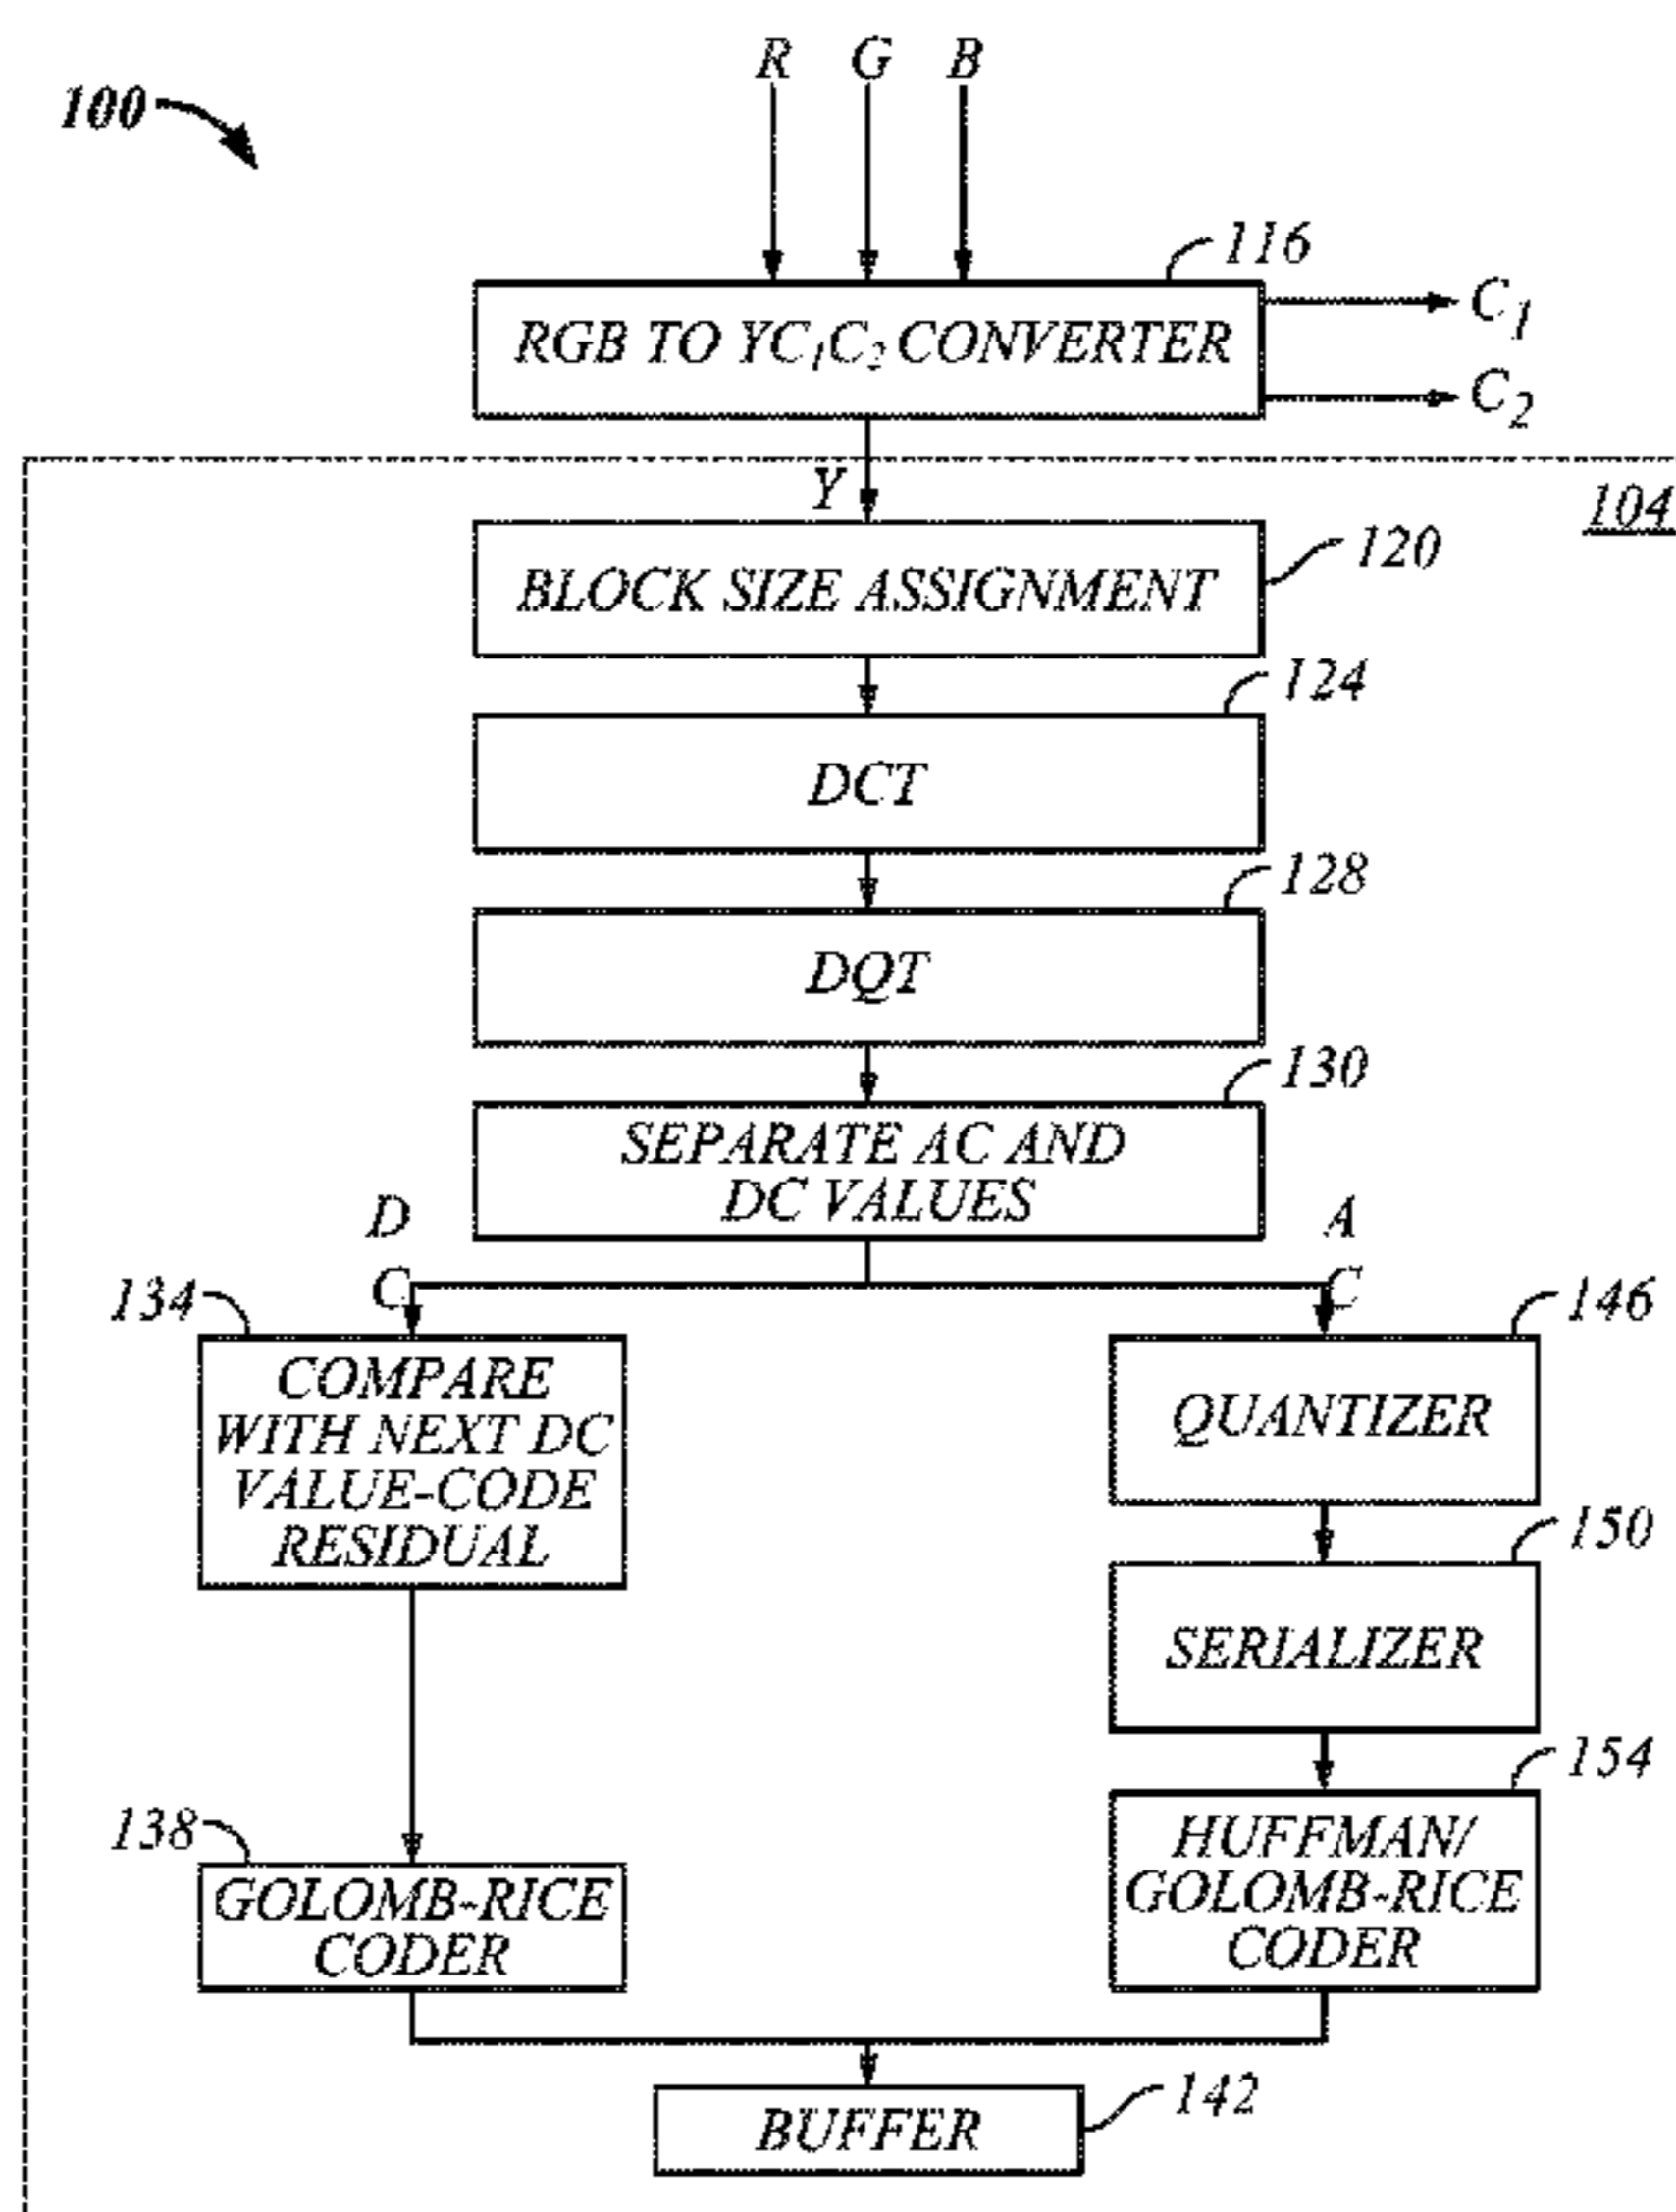 R G B
100
116
RGB TO YC1C2 CONVERTER
C1
C2
Y
104
BLOCK SIZE ASSIGNMENT
120
124
DCT
128
DQT
130
SEPARATE AC AND
DC VALUES
D
C
A
C
134
COMPARE
WITH NEXT DC
VALUE-CODE
RESIDUAL
146
QUANTIZER
150
SERIALIZER
154
HUFFMAN/
GOLOMB-RICE
CODER
138
GOLOMB-RICE
CODER
142
BUFFER